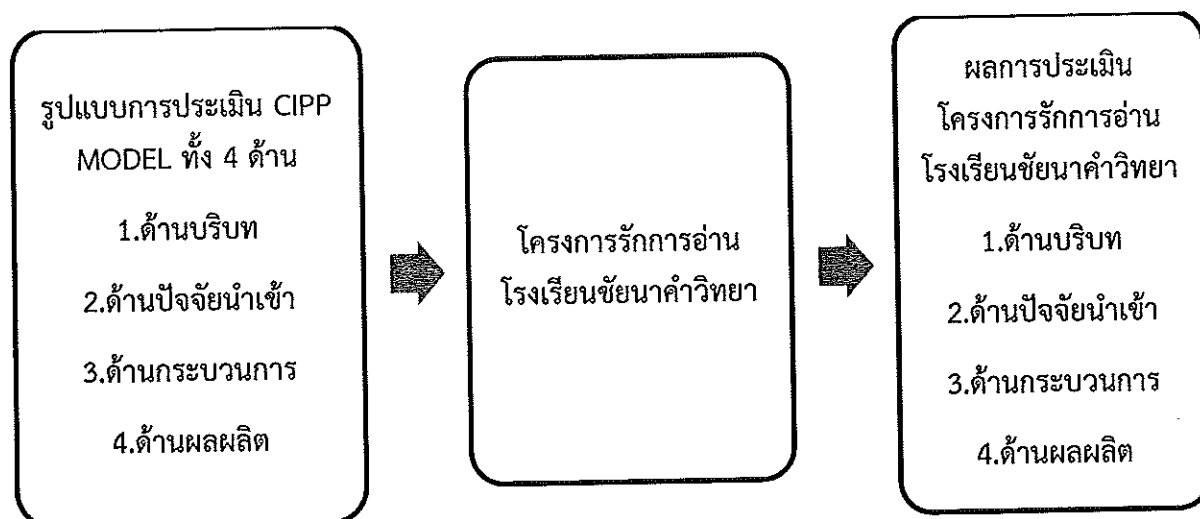 รูปแบบการประเมิน CIPP
MODEL ทั้ง 4 ด้าน
1.ด้านบริบท
2.ด้านปัจจัยนำเข้า
3.ด้านกระบวนการ
4.ด้านผลผลิต
โครงการรักการอ่าน
โรงเรียนชัยนาคำวิทยา
ผลการประเมิน
โครงการรักการอ่าน
โรงเรียนชัยนาคำวิทยา
1.ด้านบริบท
2.ด้านปัจจัยนำเข้า
3.ด้านกระบวนการ
4.ด้านผลผลิต